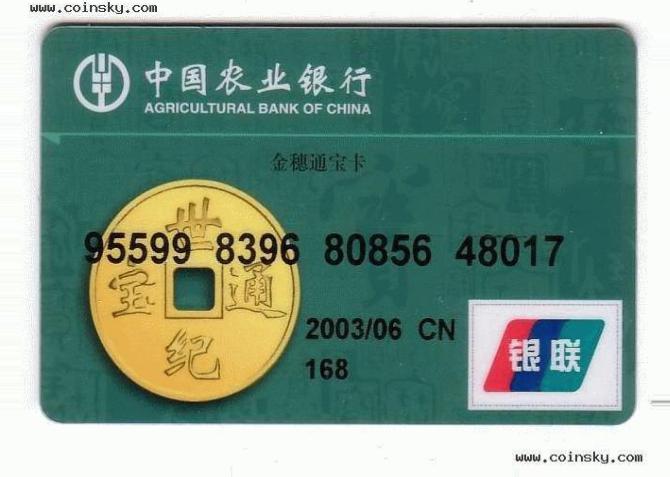 www.coinsky.com
中国农业银行
AGRICULTURAL BANK OF CHINA
金穗通宝卡
95599 8396 80856 48017
世
宝 通
纪
2003/06 CN
168
银联
www.coinsky.com